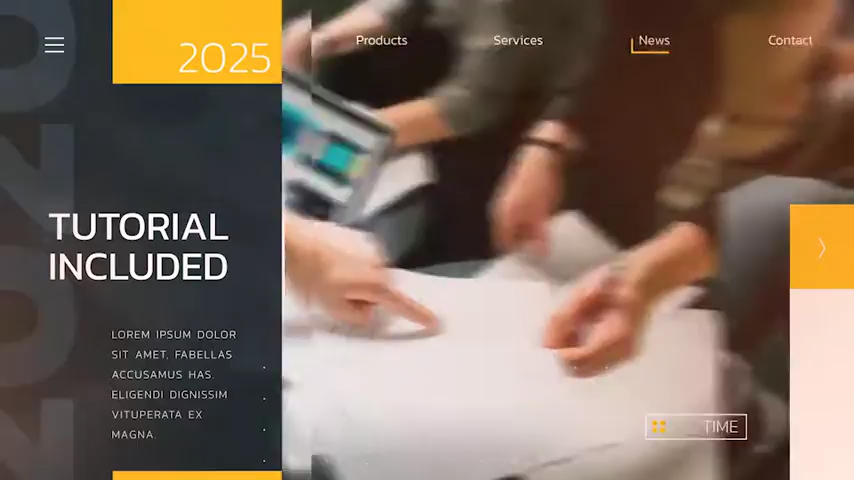 2025
Products
Services
News
Contact
TUTORIAL
INCLUDED
LOREM IPSUM DOLOR
SIT AMET, FABELLAS
ACCUSAMUS HAS.
ELIGENDI DIGNISSIM
VITUPERATA EX
MAGNA.
TIME
2020